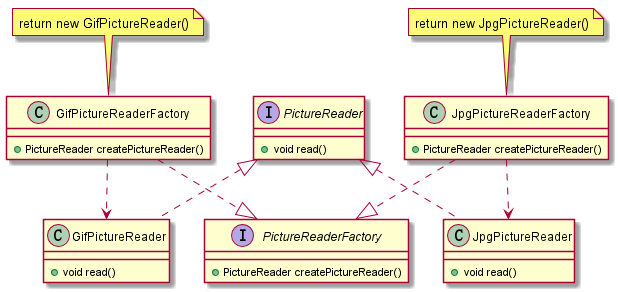 return new GifPictureReader()
return new JpgPictureReader()
C GifPictureReaderFactory
PictureReader createPictureReader()
I PictureReader
void read()
C JpgPictureReaderFactory
PictureReader createPictureReader()
C GifPictureReader
void read()
I PictureReaderFactory
PictureReader createPictureReader()
C JpgPictureReader
void read()